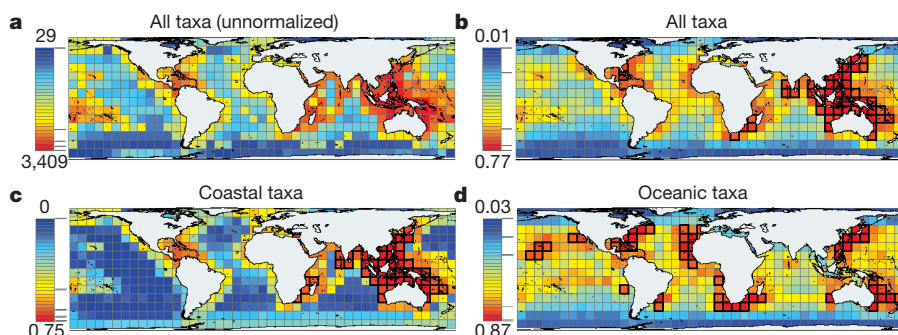 a All taxa (unnormalized)
29
3,409
b All taxa
0.01
0.77
c Coastal taxa
0
0.75
d Oceanic taxa
0.03
0.87